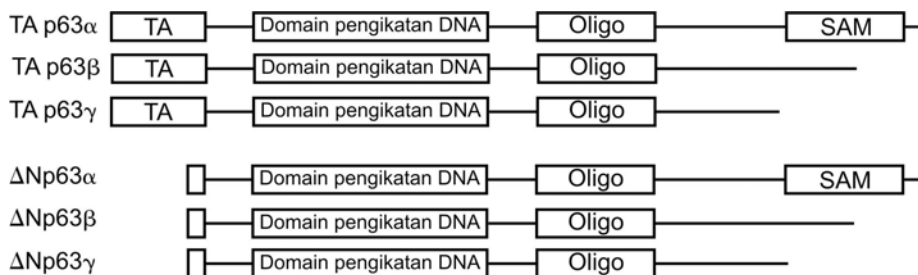 TA p63α TA Domain pengikatan DNA Oligo SAM
TA p63β TA Domain pengikatan DNA Oligo
TA p63γ TA Domain pengikatan DNA Oligo
ΔNp63α Domain pengikatan DNA Oligo SAM
ΔNp63β Domain pengikatan DNA Oligo
ΔNp63γ Domain pengikatan DNA Oligo